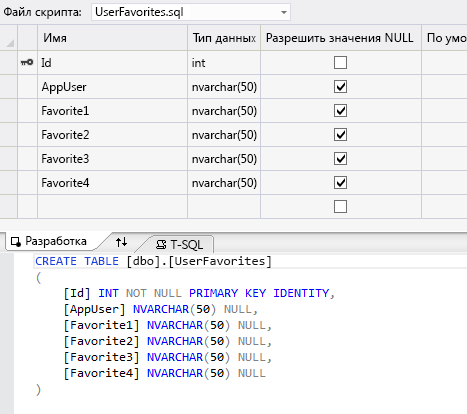 Файл скрипта: UserFavorites.sql
Имя Тип данных Разрешить значения NULL По умо
Id int
AppUser nvarchar(50)
Favorite1 nvarchar(50)
Favorite2 nvarchar(50)
Favorite3 nvarchar(50)
Favorite4 nvarchar(50)
Разработка T-SQL
CREATE TABLE [dbo].[UserFavorites]
(
[Id] INT NOT NULL PRIMARY KEY IDENTITY,
[AppUser] NVARCHAR(50) NULL,
[Favorite1] NVARCHAR(50) NULL,
[Favorite2] NVARCHAR(50) NULL,
[Favorite3] NVARCHAR(50) NULL,
[Favorite4] NVARCHAR(50) NULL
)